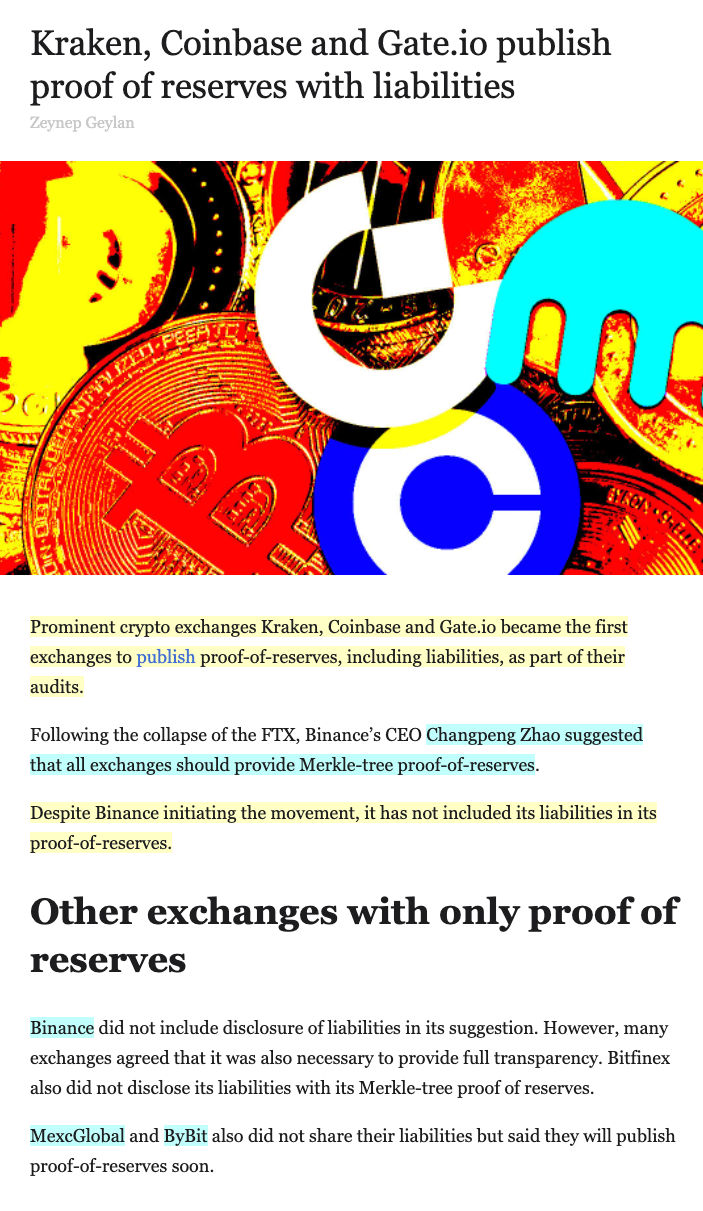 Kraken, Coinbase and Gate.io publish
proof of reserves with liabilities
Zeynep Geylan
Prominent crypto exchanges Kraken, Coinbase and Gate.io became the first
exchanges to publish proof-of-reserves, including liabilities, as part of their
audits.
Following the collapse of the FTX, Binance’s CEO Changpeng Zhao suggested
that all exchanges should provide Merkle-tree proof-of-reserves.
Despite Binance initiating the movement, it has not included its liabilities in its
proof-of-reserves.
Other exchanges with only proof of
reserves
Binance did not include disclosure of liabilities in its suggestion. However, many
exchanges agreed that it was also necessary to provide full transparency. Bitfinex
also did not disclose its liabilities with its Merkle-tree proof of reserves.
MexcGlobal and ByBit also did not share their liabilities but said they will publish
proof-of-reserves soon.